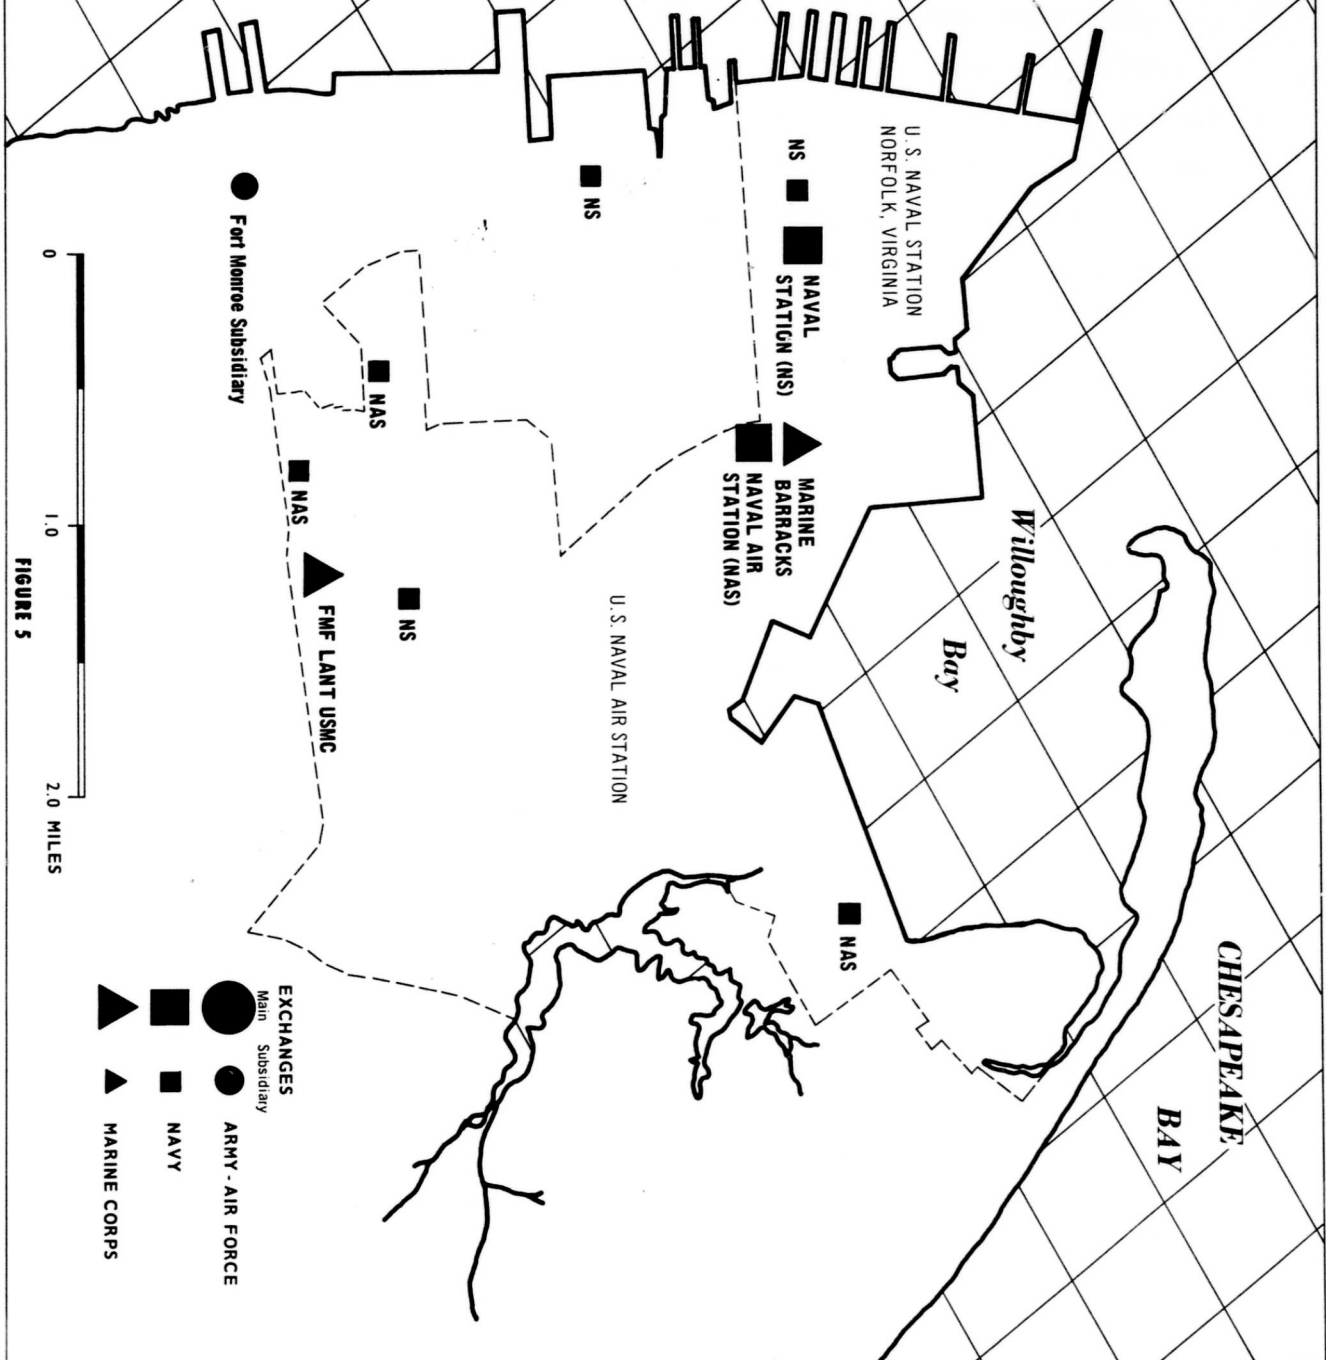 CHESAPEAKE
BAY
Willoughby
Bay
U.S. NAVAL STATION
NORFOLK, VIRGINIA
NS
NAVAL
STATION (NS)
MARINE
BARRACKS
NAVAL AIR
STATION (NAS)
NAS
NS
U.S. NAVAL AIR STATION
NAS
NS
NAS
FMF LANT USMC
Fort Monroe Subsidiary
EXCHANGES
Main Subsidiary
ARMY - AIR FORCE
NAVY
MARINE CORPS
0 1.0 2.0 MILES
FIGURE 5